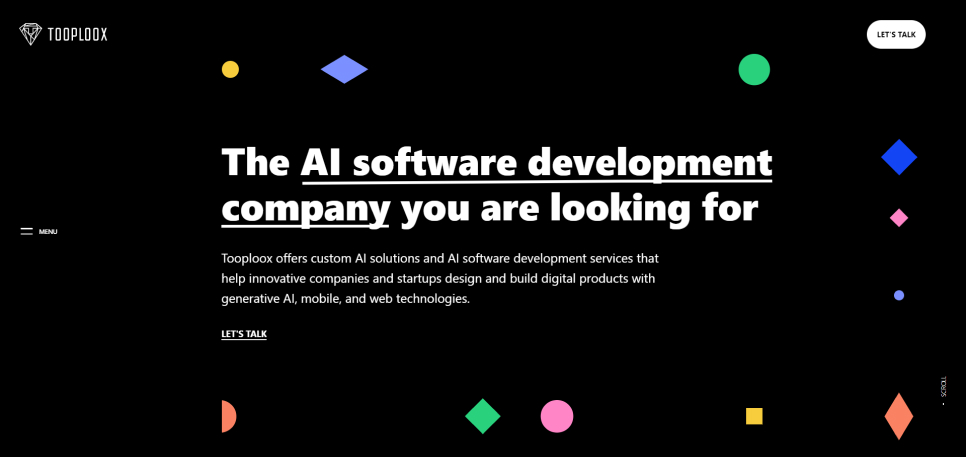 TOOPLOOX
LET'S TALK
The AI software development
company you are looking for
MENU
Tooploox offers custom AI solutions and AI software development services that
help innovative companies and startups design and build digital products with
generative AI, mobile, and web technologies.
LET'S TALK